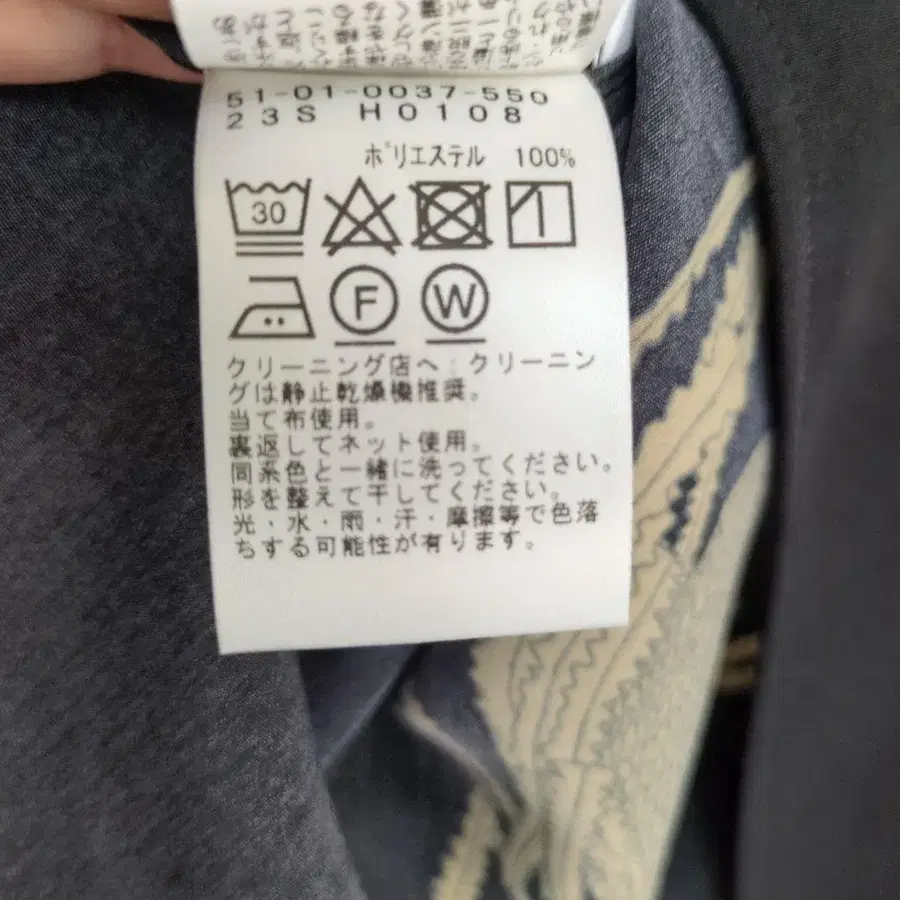 51-01-0037-550
23S H0108
ポリエステル 100%
30
F W
クリーニング店へ:クリーニン
グは静止乾燥機推奨。
当て布使用。
裏返してネット使用。
同系色と一緒に洗ってください。
形を整えて干してください。
光・水・雨・汗・摩擦等で色落
ちする可能性が有ります。